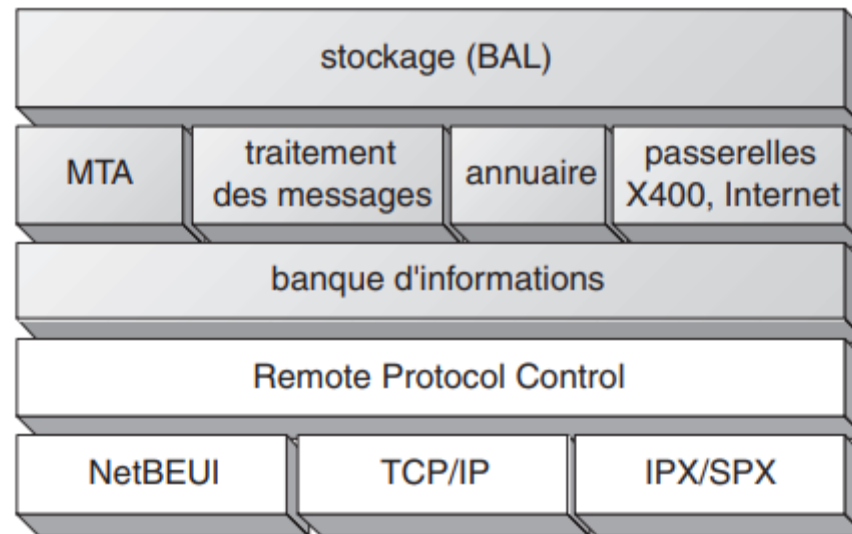 stockage (BAL)
MTA
traitement
des messages
annuaire
passerelles
X400, Internet
banque d'informations
Remote Protocol Control
NetBEUI
TCP/IP
IPX/SPX